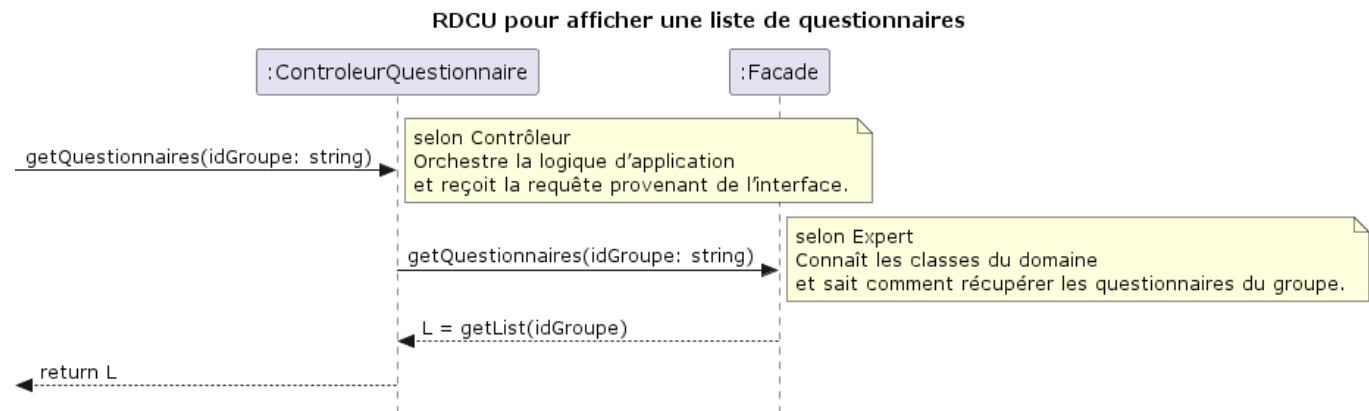 RDCU pour afficher une liste de questionnaires
:ControleurQuestionnaire
:Facade
getQuestionnaires(idGroupe: string)
selon Contrôleur
Orchestre la logique d'application
et reçoit la requête provenant de l'interface.
getQuestionnaires(idGroupe: string)
selon Expert
Connaît les classes du domaine
et sait comment récupérer les questionnaires du groupe.
L = getList(idGroupe)
return L